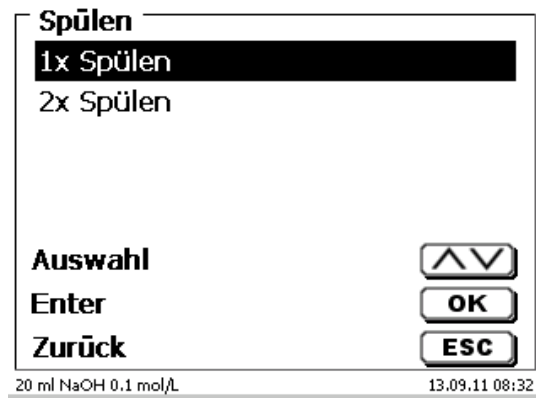 Spülen
1x Spülen
2x Spülen
Auswahl
Enter OK
Zurück ESC
20 ml NaOH 0.1 mol/L 13.09.11 08:32